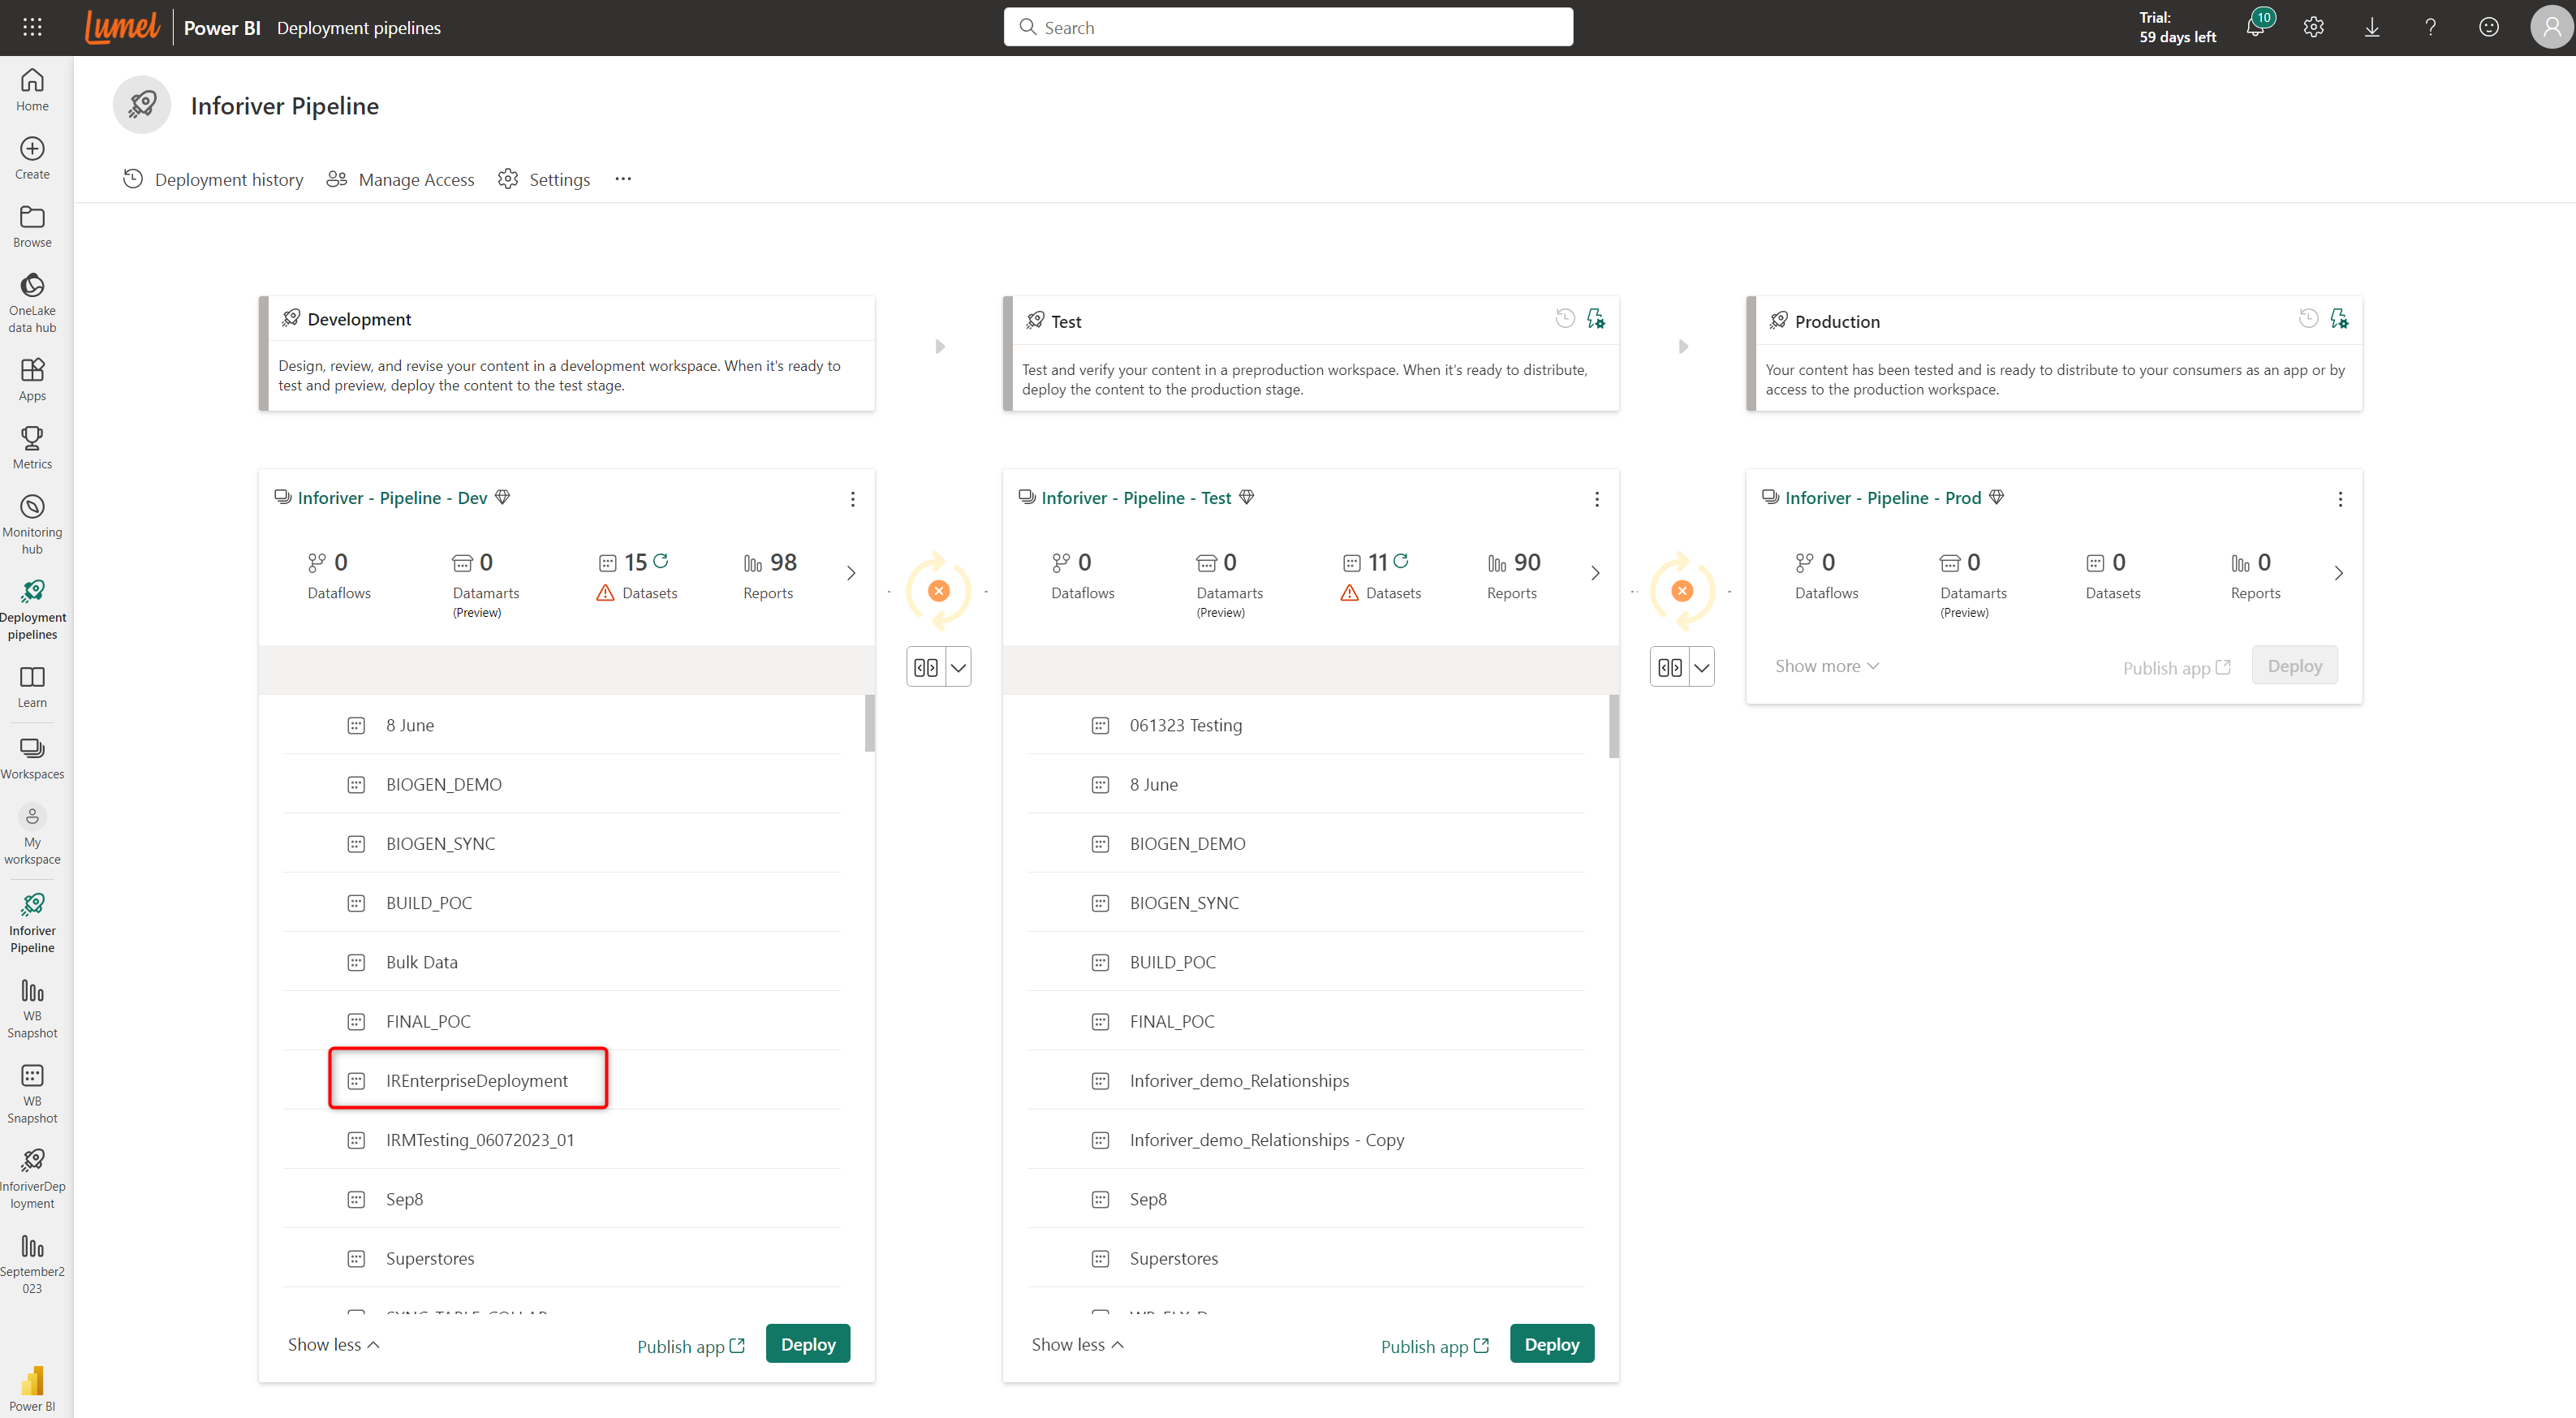 Lumel
Power BI
Deployment pipelines
Search
Trial:
59 days left
10
Home
Create
Browse
OneLake
data hub
Apps
Metrics
Monitoring
hub
Deployment
pipelines
Learn
Workspaces
My
workspace
Inforiver
Pipeline
WB
Snapshot
WB
Snapshot
InforiverDep
loyment
September2
023
Power BI
Inforiver Pipeline
Deployment history
Manage Access
Settings
Development
Design, review, and revise your content in a development workspace. When it's ready to
test and preview, deploy the content to the test stage.
Test
Test and verify your content in a preproduction workspace. When it's ready to distribute,
deploy the content to the production stage.
Production
Your content has been tested and is ready to distribute to your consumers as an app or by
access to the production workspace.
Inforiver - Pipeline - Dev
0
Dataflows
0
Datamarts
(Preview)
15
Datasets
98
Reports
8 June
BIOGEN_DEMO
BIOGEN_SYNC
BUILD_POC
Bulk Data
FINAL_POC
IREnterpriseDeployment
IRMTesting_06072023_01
Sep8
Superstores
Show less
Publish app
Deploy
Inforiver - Pipeline - Test
0
Dataflows
0
Datamarts
(Preview)
11
Datasets
90
Reports
061323 Testing
8 June
BIOGEN_DEMO
BIOGEN_SYNC
BUILD_POC
FINAL_POC
Inforiver_demo_Relationships
Inforiver_demo_Relationships - Copy
Sep8
Superstores
Show less
Publish app
Deploy
Inforiver - Pipeline - Prod
0
Dataflows
0
Datamarts
(Preview)
0
Datasets
0
Reports
Show more
Publish app
Deploy